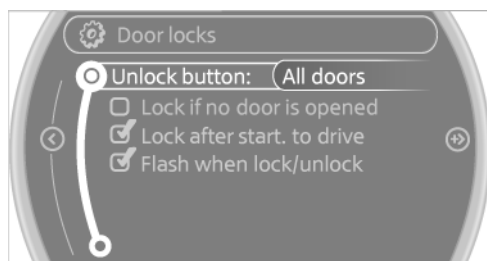 Door locks
Unlock button: All doors
Lock if no door is opened
Lock after start. to drive
Flash when lock/unlock